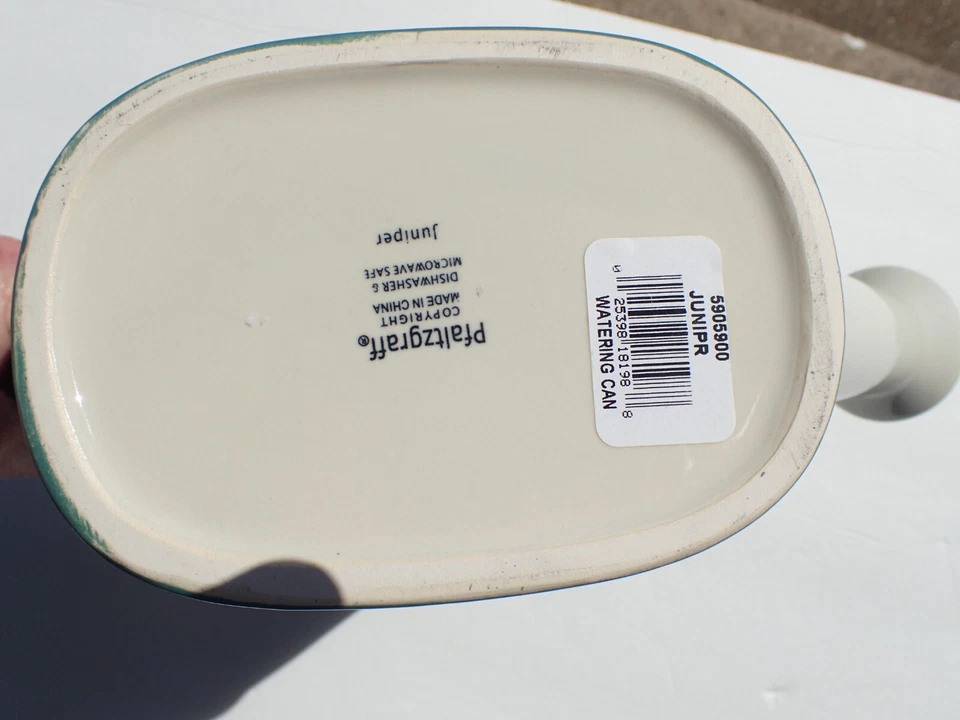 Pfaltzgraff®
COPYRIGHT
MADE IN CHINA
DISHWASHER &
MICROWAVE SAFE
Juniper
5905900
JUNIPR
0 25398 18198 8
WATERING CAN